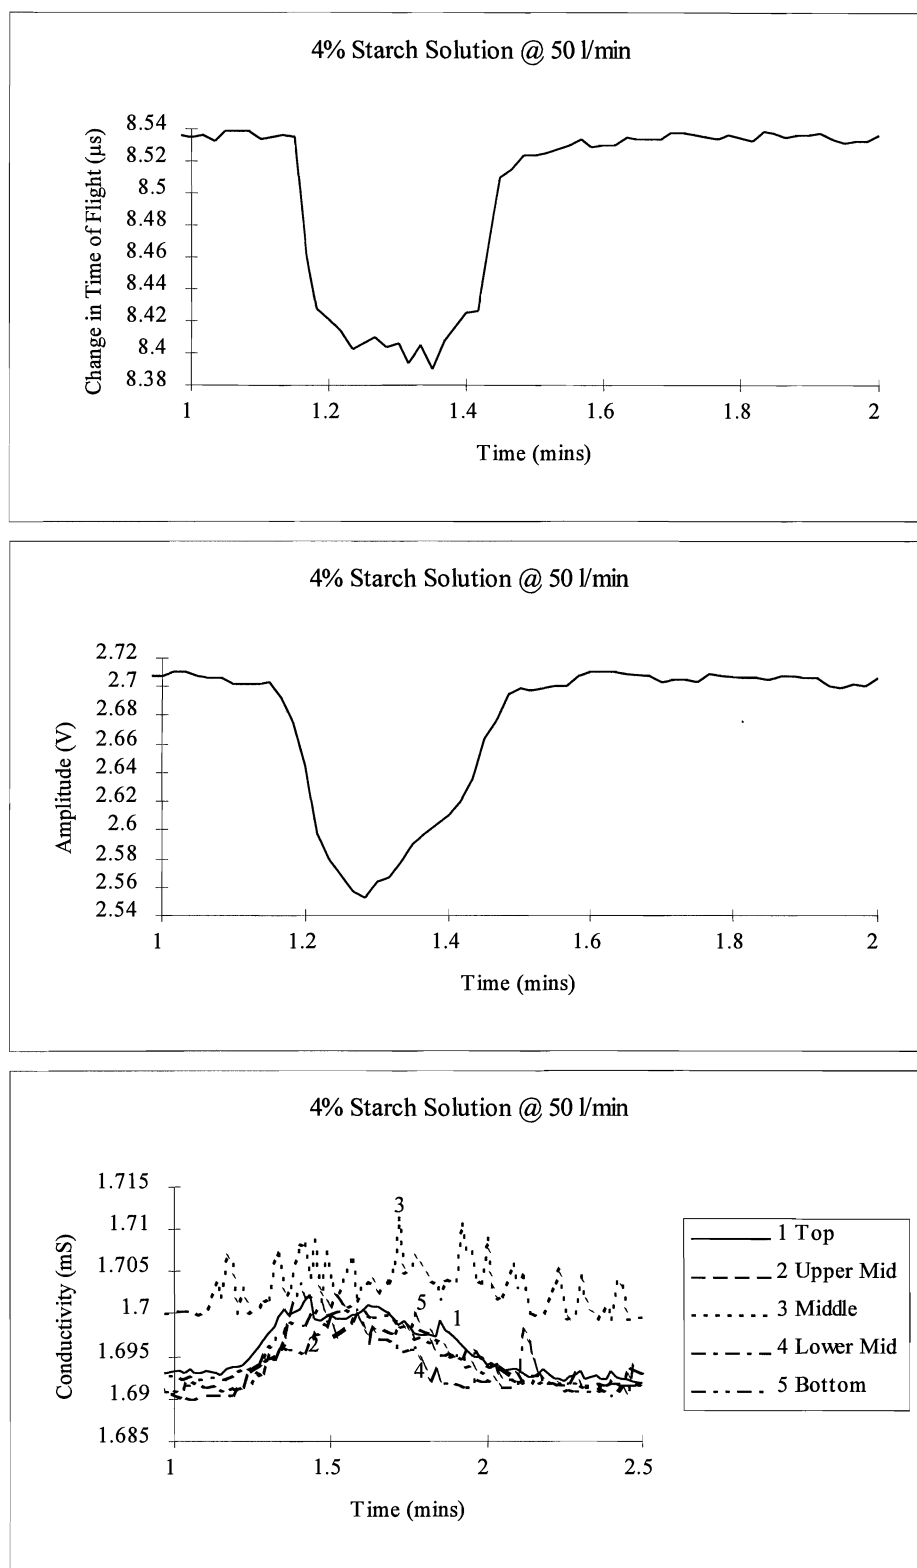 4% Starch Solution @ 50 l/min
Change in Time of Flight (µs)
8.54
8.52
8.5
8.48
8.46
8.44
8.42
8.4
8.38
1 1.2 1.4 1.6 1.8 2
Time (mins)
4% Starch Solution @ 50 l/min
Amplitude (V)
2.72
2.7
2.68
2.66
2.64
2.62
2.6
2.58
2.56
2.54
1 1.2 1.4 1.6 1.8 2
Time (mins)
4% Starch Solution @ 50 l/min
Conductivity (mS)
1.715
1.71
1.705
1.7
1.695
1.69
1.685
3
5
1
2
4
1 1.5 2 2.5
Time (mins)
1 Top
2 Upper Mid
3 Middle
4 Lower Mid
5 Bottom